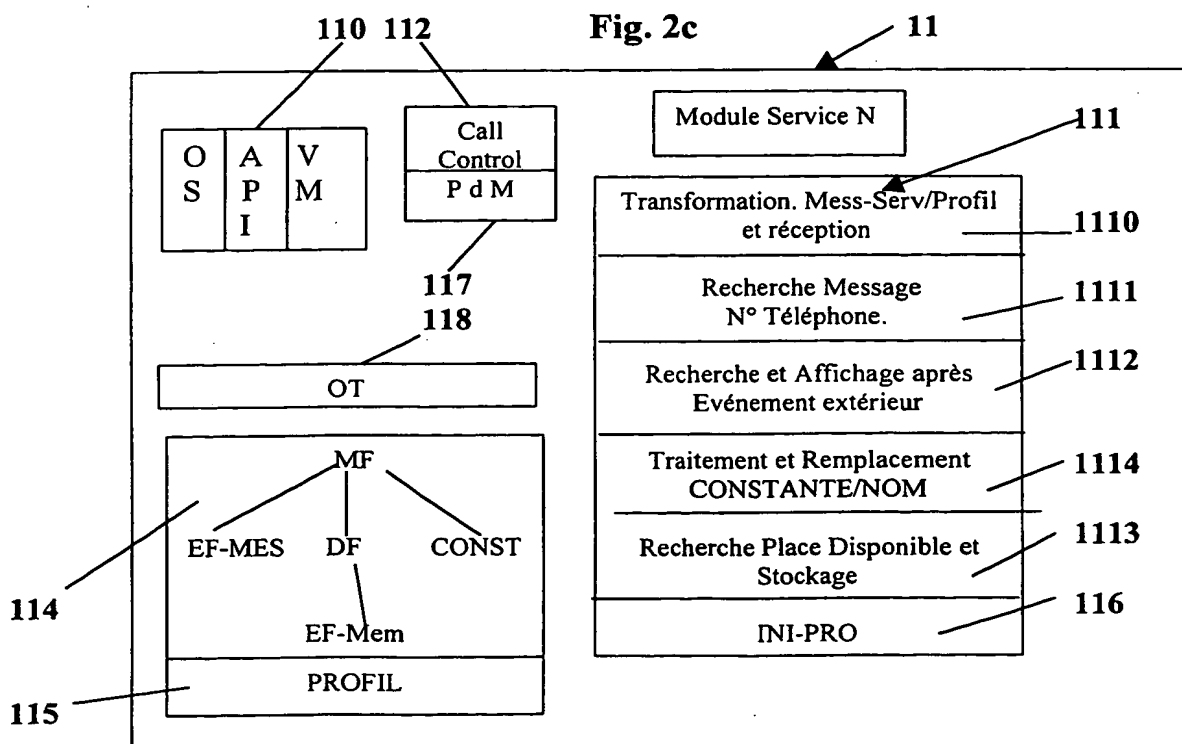 110 112 Fig. 2c 11
Module Service N
111
O A V
S P M
I
Call
Control
P d M
Transformation. Mess-Serv/Profil
et réception
1110
117
118
Recherche Message
N° Téléphone.
1111
OT
Recherche et Affichage après
Evénement extérieur
1112
MF
EF-MES DF CONST
EF-Mem
114
Traitement et Remplacement
CONSTANTE/NOM
1114
Recherche Place Disponible et
Stockage
1113
116
INI-PRO
PROFIL
115